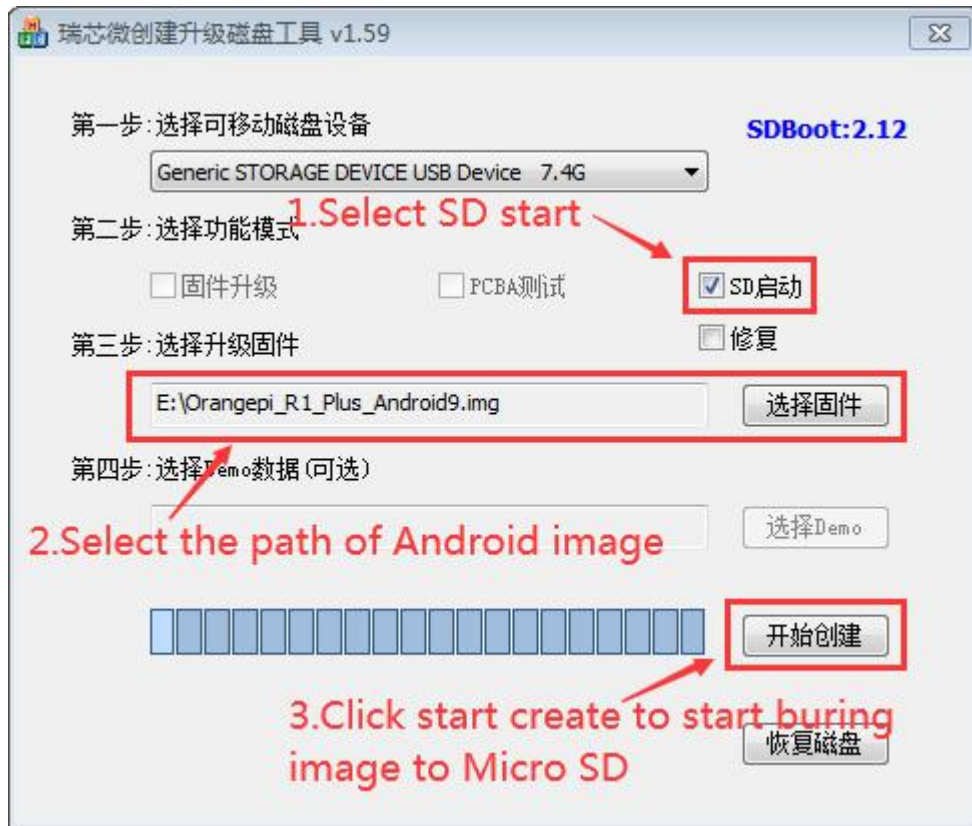 瑞芯微创建升级磁盘工具 v1.59
第一步:选择可移动磁盘设备
SDBoot:2.12
Generic STORAGE DEVICE USB Device 7.4G
1.Select SD start
第二步:选择功能模式
固件升级
PCBA测试
SD启动
第三步:选择升级固件
修复
E:\Orangepi_R1_Plus_Android9.img
选择固件
第四步:选择Demo数据(可选)
2.Select the path of Android image
选择Demo
开始创建
3.Click start create to start buring
image to Micro SD
恢复磁盘